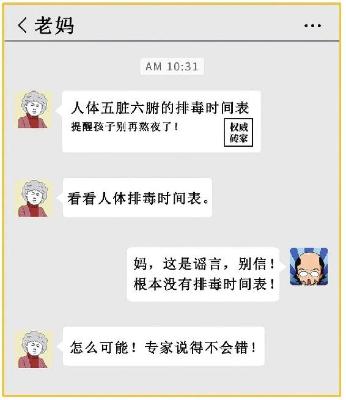 老妈
AM 10:31
人体五脏六腑的排毒时间表
提醒孩子别再熬夜了！
权威
砖家
看看人体排毒时间表。
妈，这是谣言，别信！
根本没有排毒时间表！
怎么可能！专家说得不会错！